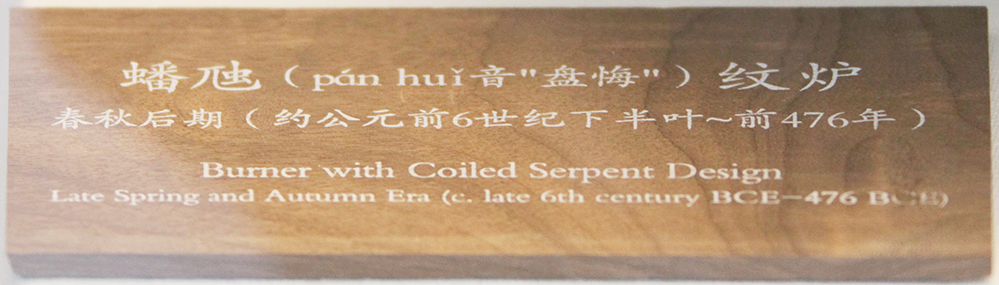 蟠虺（pán huǐ音"盘悔"）纹炉
春秋后期（约公元前6世纪下半叶~前476年）
Burner with Coiled Serpent Design
Late Spring and Autumn Era (c. late 6th century BCE-476 BCE)